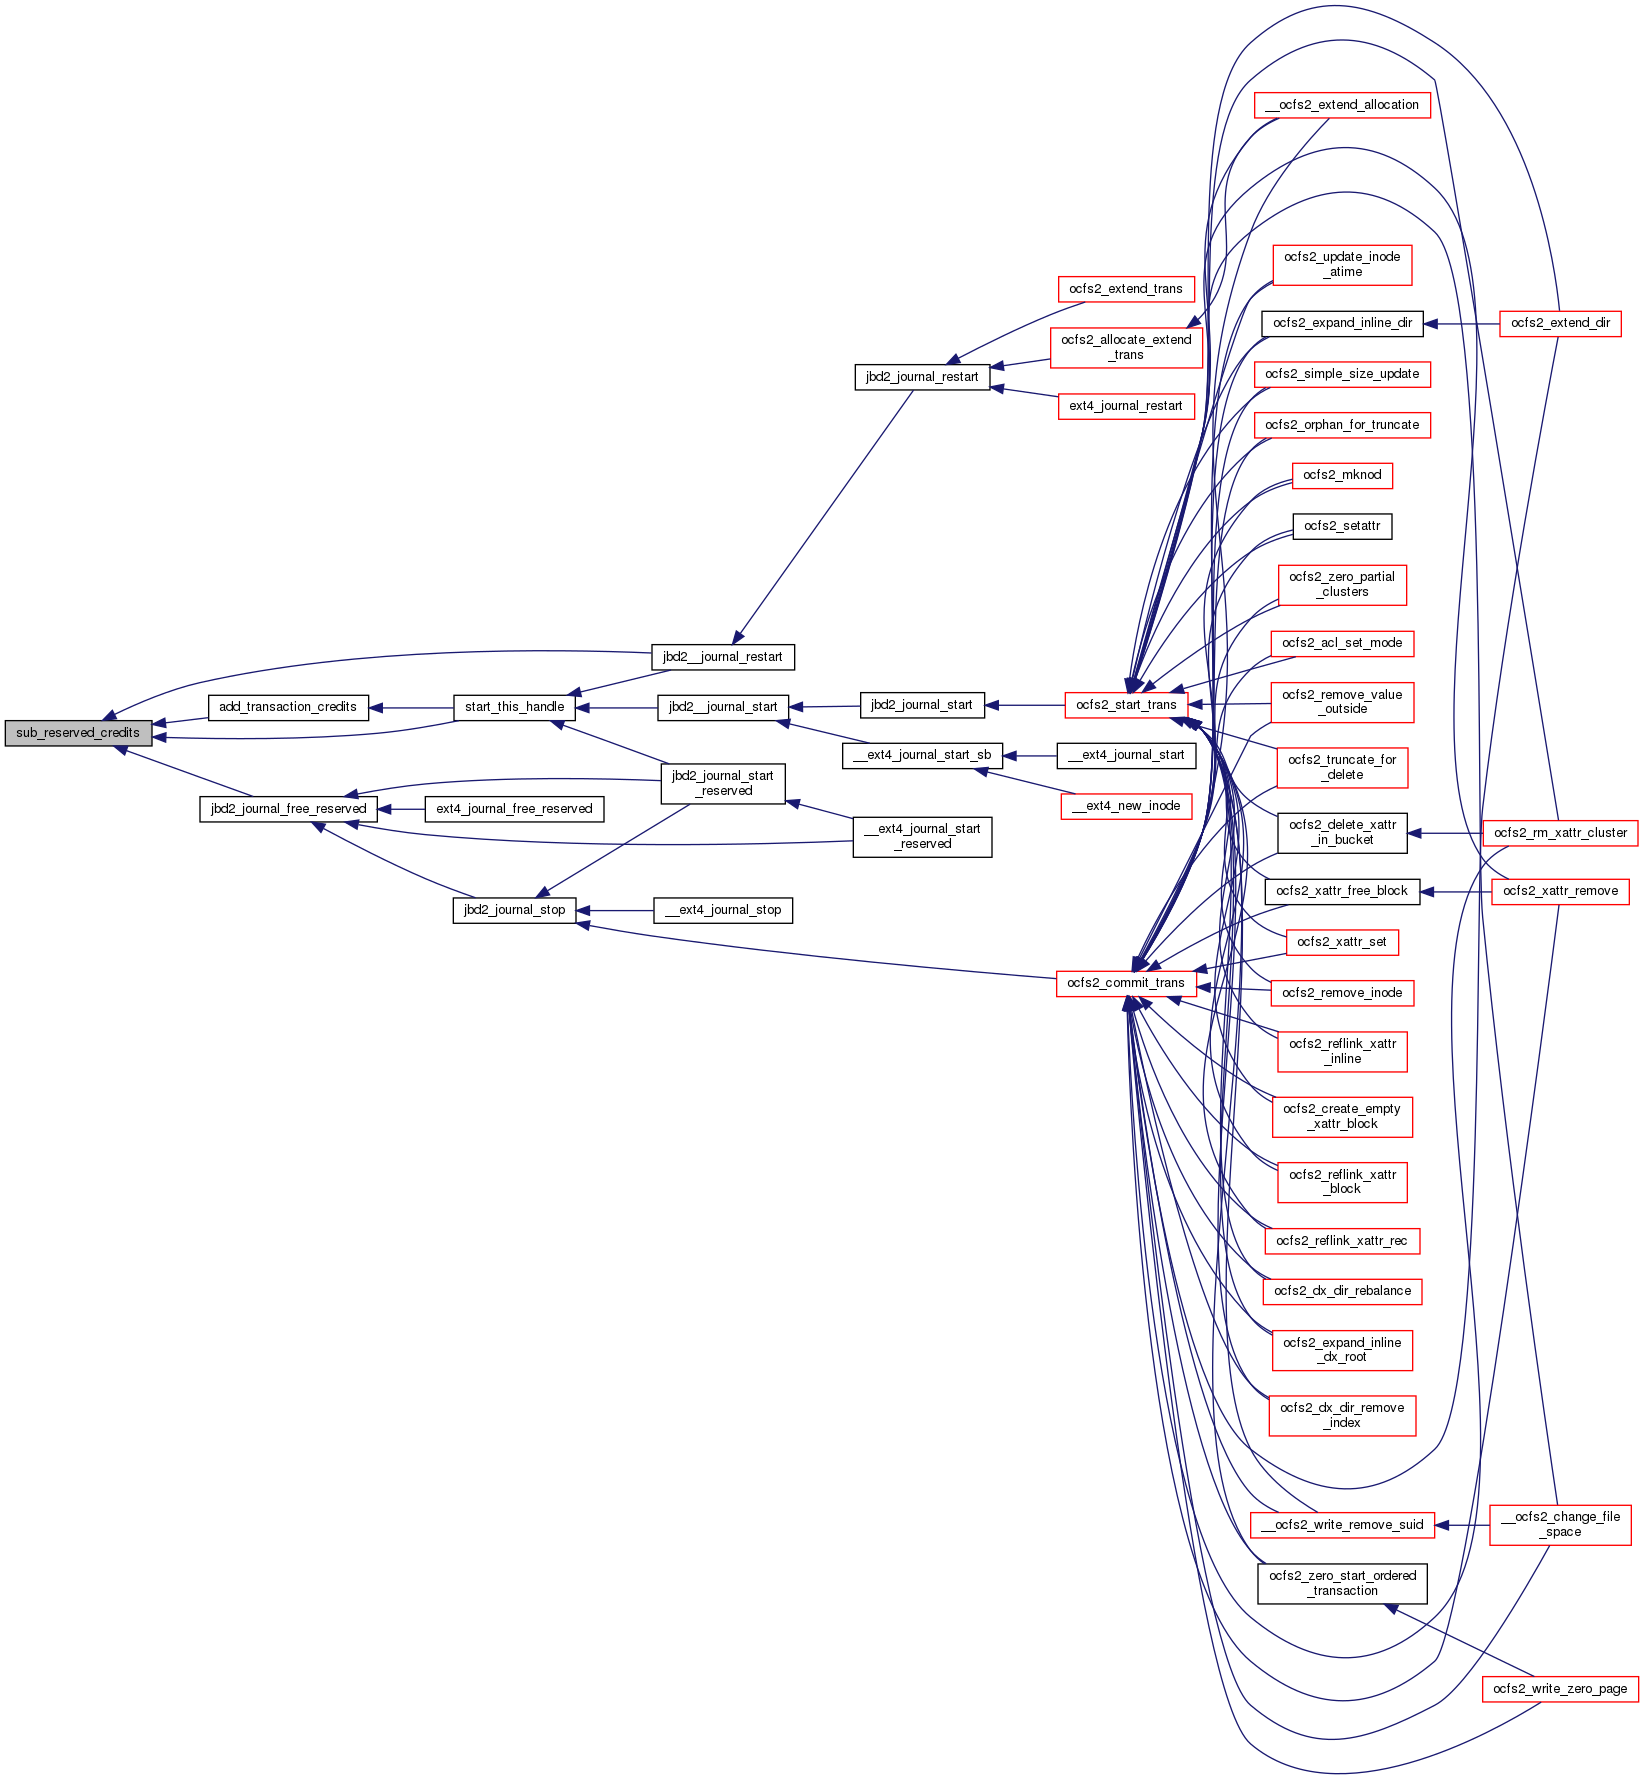 sub_reserved_credits
add_transaction_credits
jbd2_journal_free_reserved
start_this_handle
ext4_journal_free_reserved
jbd2_journal_stop
jbd2__journal_restart
jbd2__journal_start
jbd2_journal_start
_reserved
__ext4_journal_stop
jbd2_journal_restart
jbd2_journal_start
__ext4_journal_start_sb
__ext4_journal_start
_reserved
ocfs2_extend_trans
ocfs2_allocate_extend
_trans
ext4_journal_restart
ocfs2_start_trans
__ext4_journal_start
__ext4_new_inode
ocfs2_commit_trans
__ocfs2_extend_allocation
ocfs2_update_inode
_atime
ocfs2_expand_inline_dir
ocfs2_simple_size_update
ocfs2_orphan_for_truncate
ocfs2_mknod
ocfs2_setattr
ocfs2_zero_partial
_clusters
ocfs2_acl_set_mode
ocfs2_remove_value
_outside
ocfs2_truncate_for
_delete
ocfs2_delete_xattr
_in_bucket
ocfs2_xattr_free_block
ocfs2_xattr_set
ocfs2_remove_inode
ocfs2_reflink_xattr
_inline
ocfs2_create_empty
_xattr_block
ocfs2_reflink_xattr
_block
ocfs2_reflink_xattr_rec
ocfs2_dx_dir_rebalance
ocfs2_expand_inline
_dx_root
ocfs2_dx_dir_remove
_index
__ocfs2_write_remove_suid
ocfs2_zero_start_ordered
_transaction
ocfs2_extend_dir
ocfs2_rm_xattr_cluster
ocfs2_xattr_remove
__ocfs2_change_file
_space
ocfs2_write_zero_page